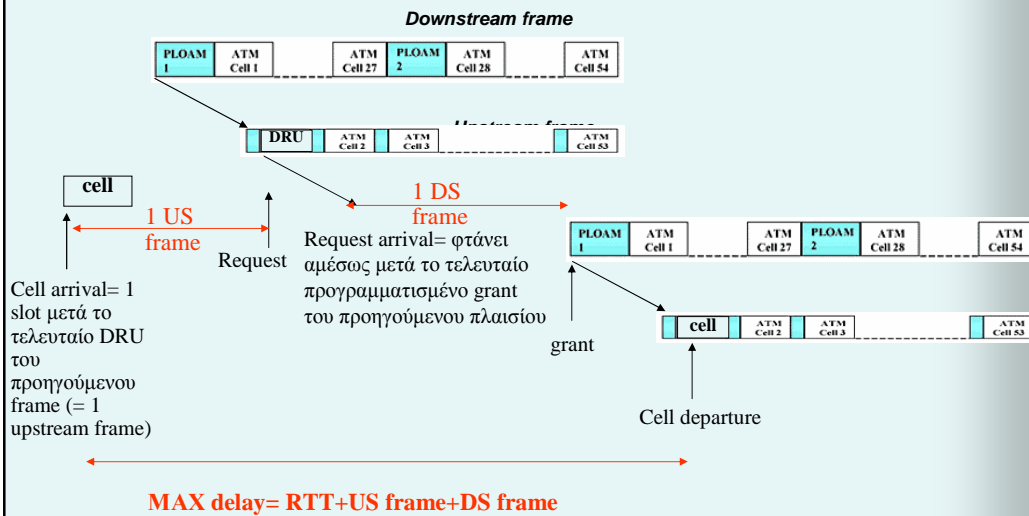 Downstream frame
PLOAM 1 ATM Cell 1 ATM Cell 27 PLOAM 2 ATM Cell 28 ATM Cell 54
Upstream frame
DRU ATM Cell 2 ATM Cell 3 ATM Cell 53
cell
1 US
frame
Request
1 DS
frame
Cell arrival= 1
slot μετά το
τελευταίο DRU
του
προηγούμενου
frame (= 1
upstream frame)
Request arrival= φτάνει
αμέσως μετά το τελευταίο
προγραμματισμένο grant
του προηγούμενου πλαισίου
PLOAM 1 ATM Cell 1 ATM Cell 27 PLOAM 2 ATM Cell 28 ATM Cell 54
grant
cell ATM Cell 2 ATM Cell 3 ATM Cell 53
Cell departure
MAX delay= RTT+US frame+DS frame